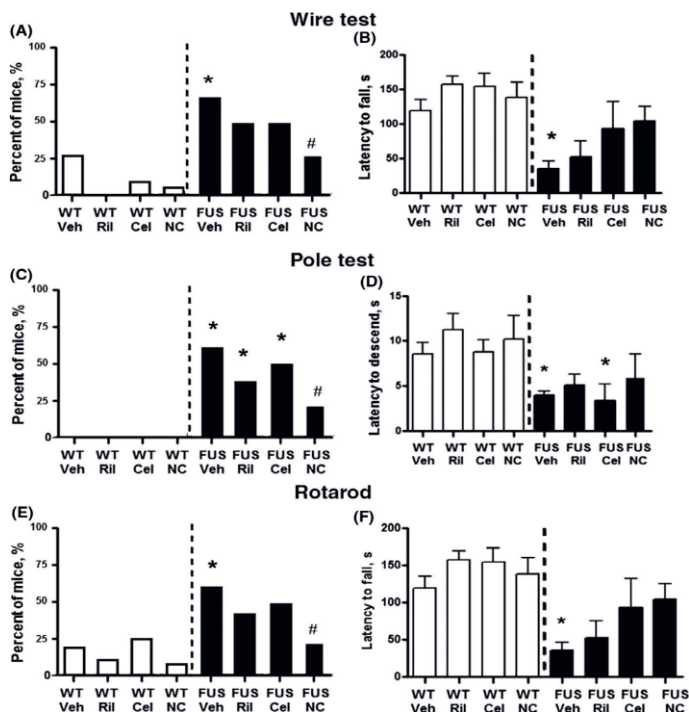 Wire test
(A)
Percent of mice, %
100
75
50
25
0
*
#
WT WT WT WT FUS FUS FUS FUS
Veh Ril Cel NC Veh Ril Cel NC
(B)
Latency to fall, s
200
150
100
50
0
*
WT WT WT WT FUS FUS FUS FUS
Veh Ril Cel NC Veh Ril Cel NC
Pole test
(C)
Percent of mice, %
100
75
50
25
0
*
*
*
#
WT WT WT WT FUS FUS FUS FUS
Veh Ril Cel NC Veh Ril Cel NC
(D)
Latency to descend, s
15
10
5
0
*
*
WT WT WT WT FUS FUS FUS FUS
Veh Ril Cel NC Veh Ril Cel NC
Rotarod
(E)
Percent of mice, %
100
75
50
25
0
*
#
WT WT WT WT FUS FUS FUS FUS
Veh Ril Cel NC Veh Ril Cel NC
(F)
Latency to fall, s
200
150
100
50
0
*
WT WT WT WT FUS FUS FUS FUS
Veh Ril Cel NC Veh Ril Cel NC